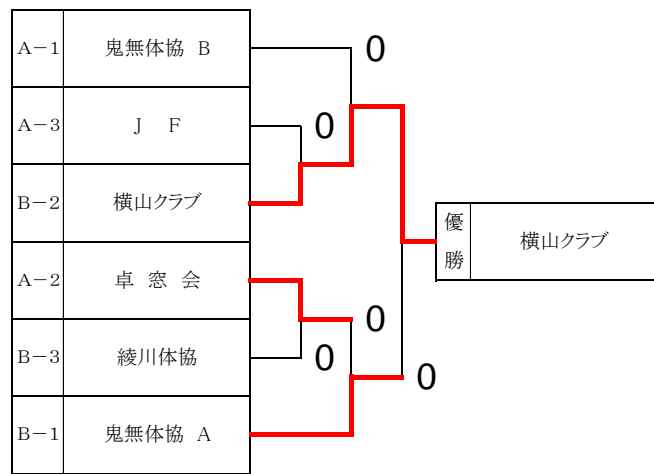 A－1 鬼無体協 B
0
A－3 J F
0
B－2 横山クラブ
優勝 横山クラブ
A－2 卓 窓 会
0
B－3 綾川体協
0
0
B－1 鬼無体協 A